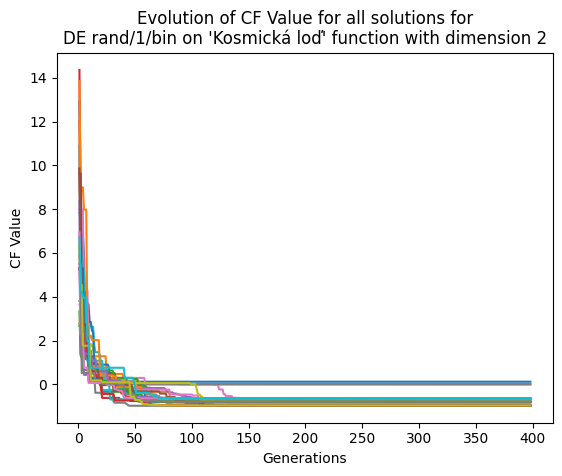 Evolution of CF Value for all solutions for
DE rand/1/bin on 'Kosmická loď' function with dimension 2
CF Value
14
12
10
8
6
4
2
0
0 50 100 150 200 250 300 350 400
Generations